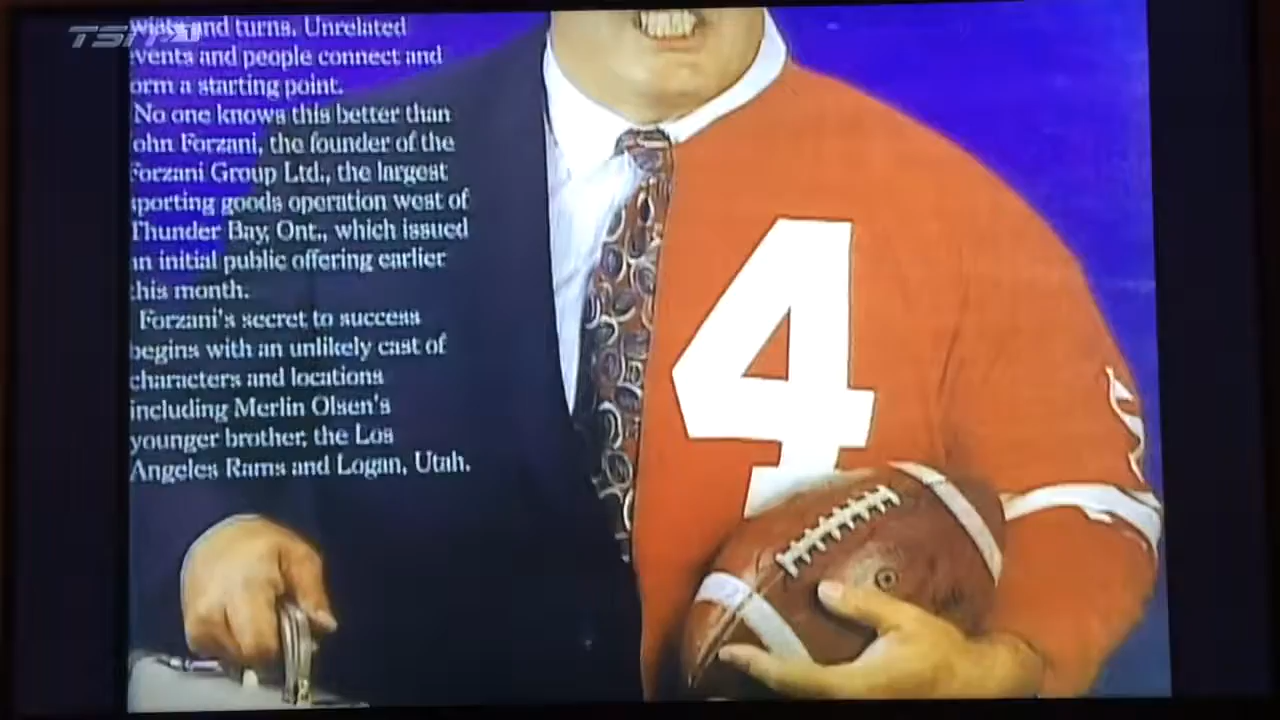 TSN
wists and turns. Unrelated
vents and people connect and
orm a starting point.
No one knows this better than
ohn Forzani, the founder of the
Forzani Group Ltd., the largest
sporting goods operation west of
Thunder Bay, Ont., which issued
an initial public offering earlier
this month.
Forzani's secret to success
begins with an unlikely cast of
characters and locations
including Merlin Olsen's
younger brother, the Los
Angeles Rams and Logan, Utah.
4